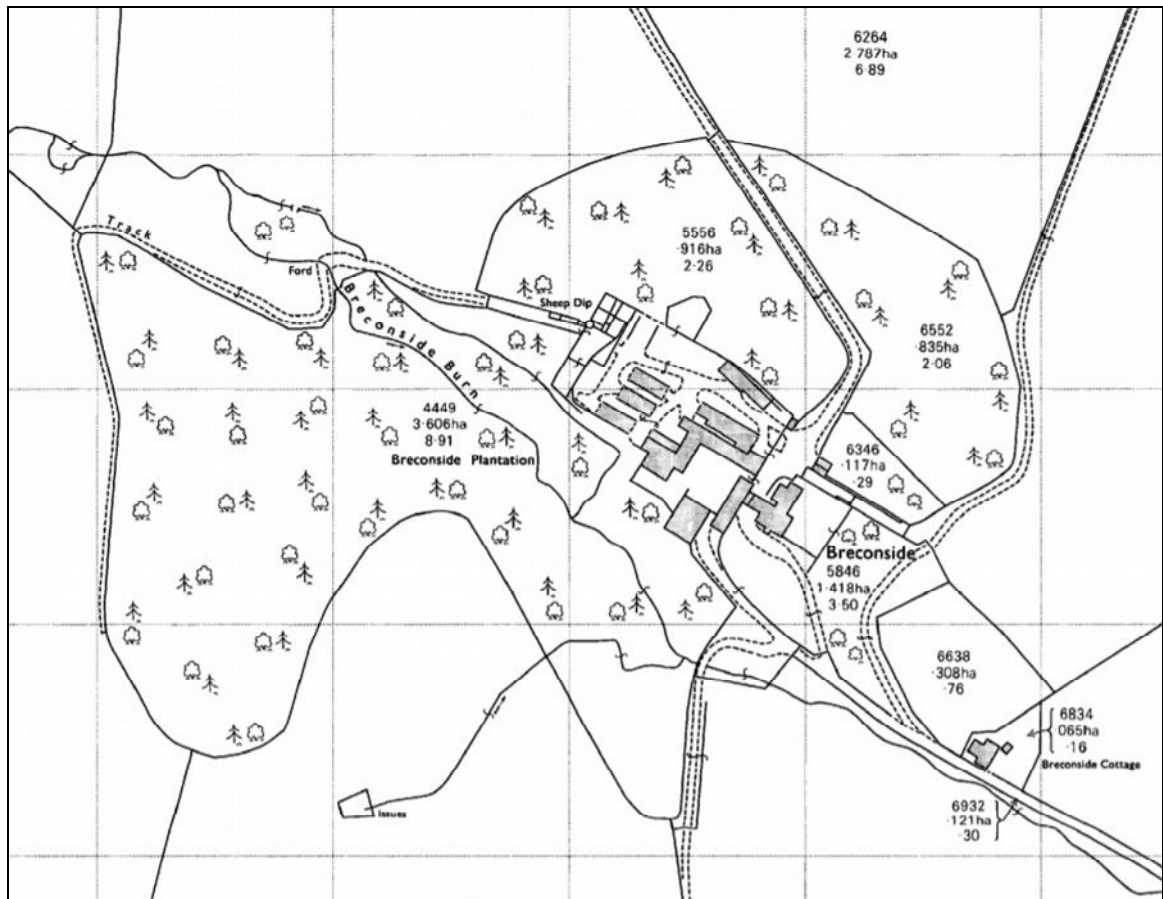 6264
2 787ha
6·89
Track
5556
·916ha
2·26
Ford
Sheep Dip
Breconside Burn
6552
·835ha
2·06
4449
3·606ha
8·91
Breconside Plantation
6346
·117ha
·29
Breconside
5846
1·418ha
3·50
6638
·308ha
·76
6834
065ha
·16
Breconside Cottage
Issues
6932
·121ha
·30